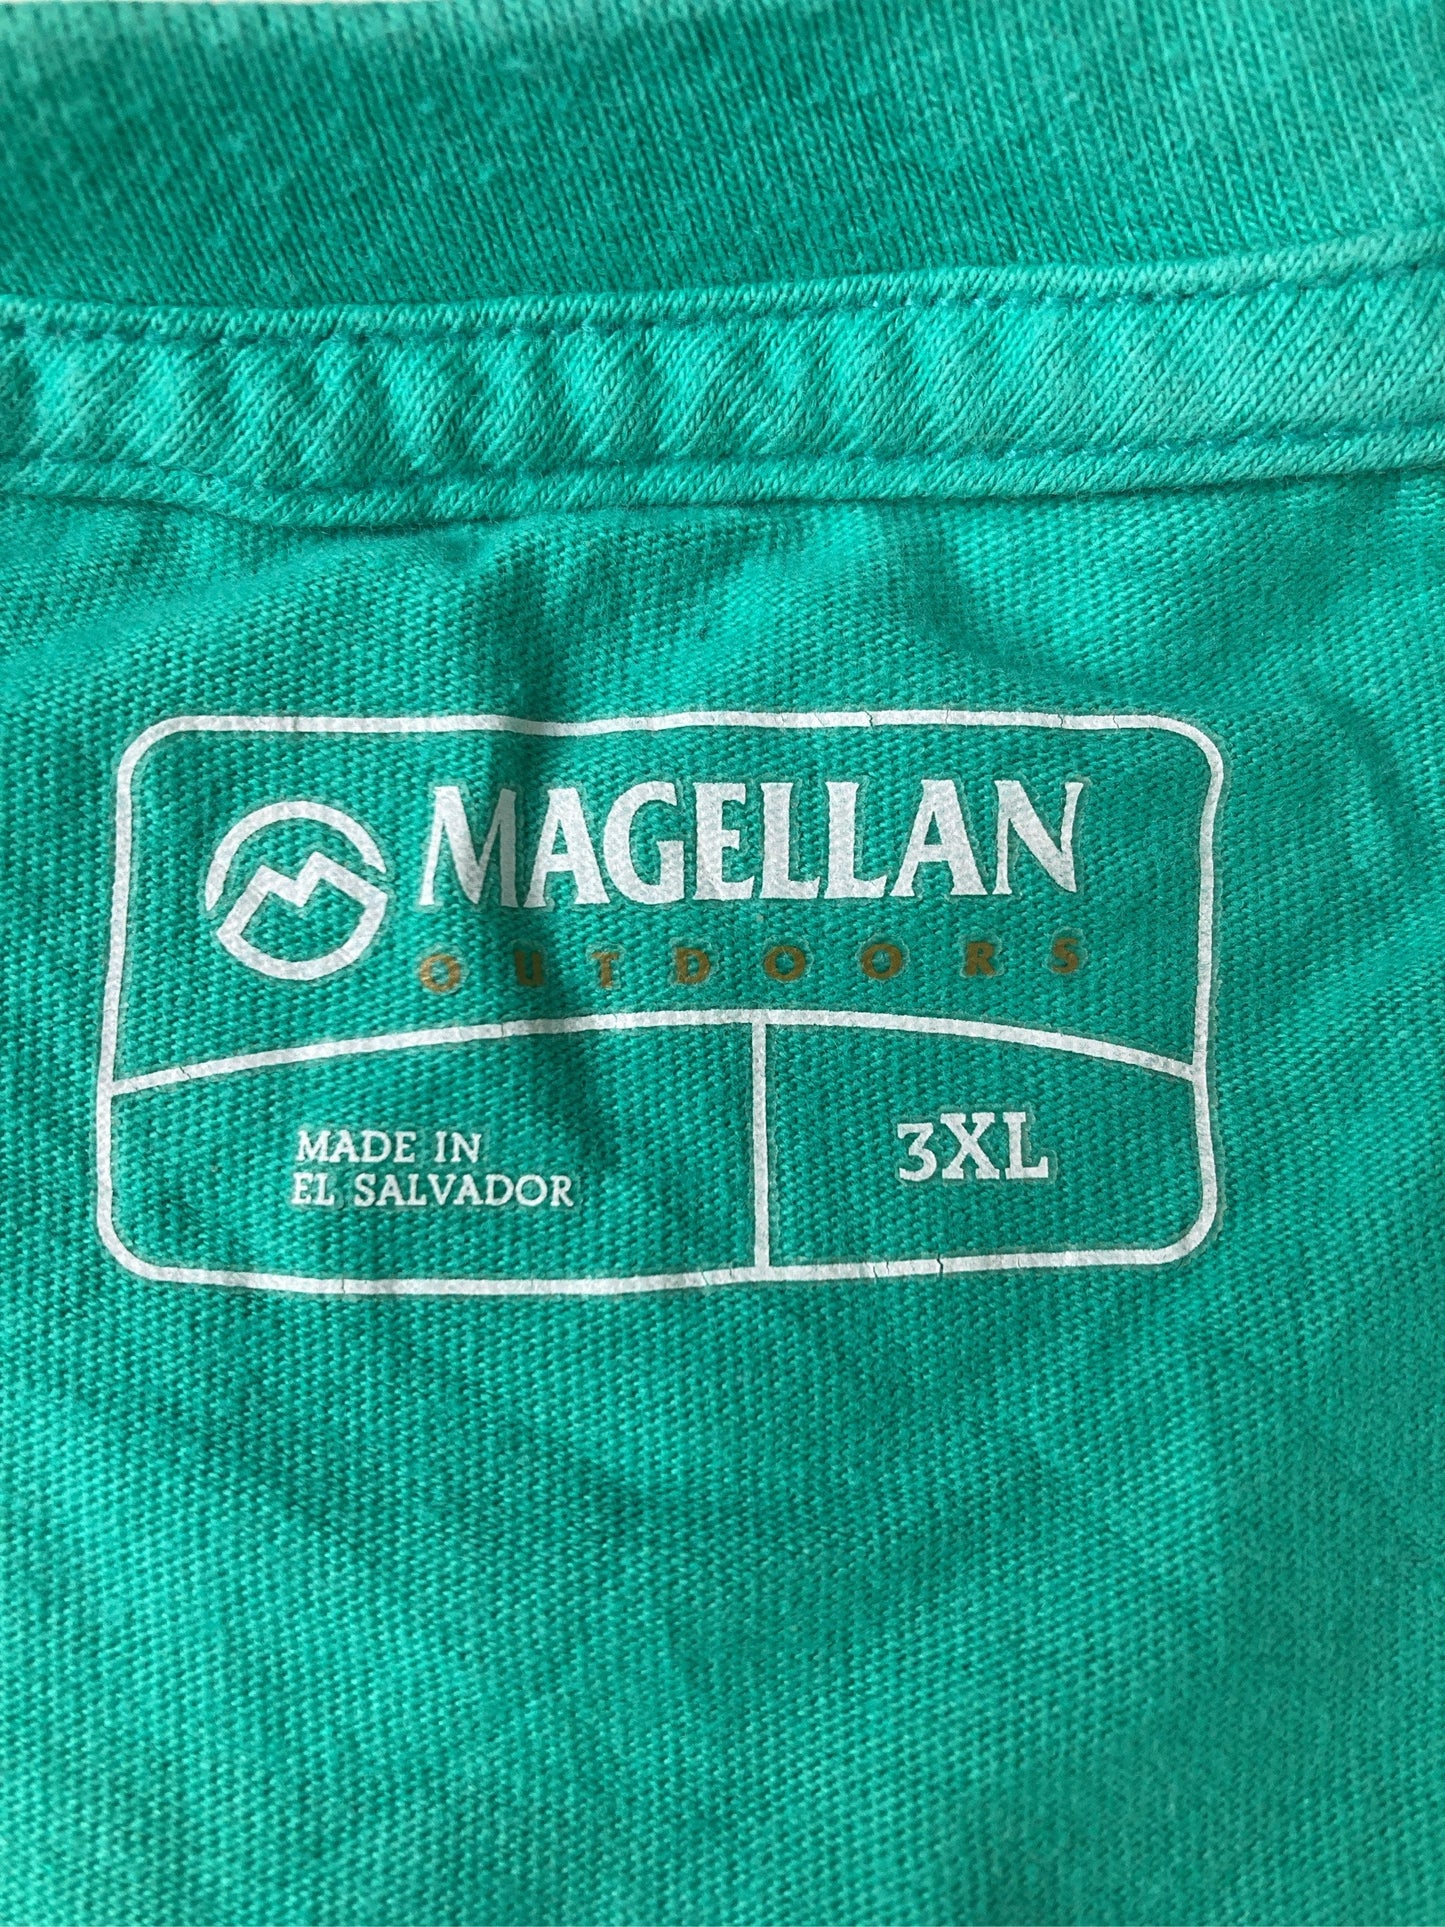 MAGELLAN
OUTDOORS
MADE IN
EL SALVADOR
3XL